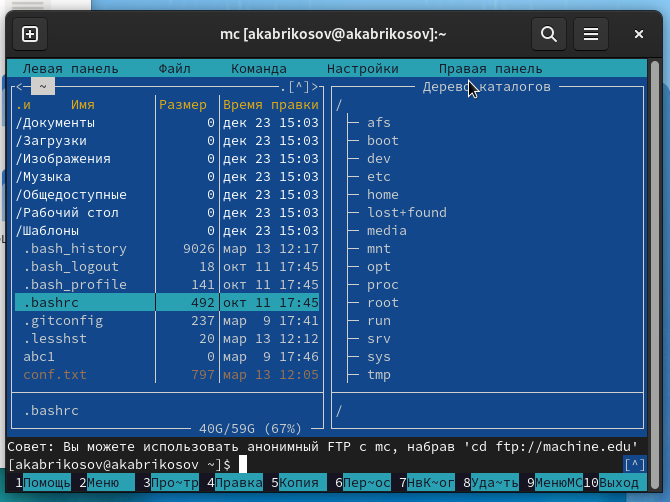 mc [akabrikosov@akabrikosov]:~
Левая панель Файл Команда Настройки Правая панель
<─ ~ .[^]> Дерево каталогов
.и Имя Размер Время правки /
/Документы 0 дек 23 15:03 afs
/Загрузки 0 дек 23 15:03 boot
/Изображения 0 дек 23 15:03 dev
/Музыка 0 дек 23 15:03 etc
/Общедоступные 0 дек 23 15:03 home
/Рабочий стол 0 дек 23 15:03 lost+found
/Шаблоны 0 дек 23 15:03 media
.bash_history 9026 мар 13 12:17 mnt
.bash_logout 18 окт 11 17:45 opt
.bash_profile 141 окт 11 17:45 proc
.bashrc 492 окт 11 17:45 root
.gitconfig 237 мар 9 17:41 run
.lesshst 20 мар 13 12:12 srv
abc1 0 мар 9 17:46 sys
conf.txt 797 мар 13 12:05 tmp
.bashrc /
40G/59G (67%)
Совет: Вы можете использовать анонимный FTP с mc, набрав 'cd ftp://machine.edu'
[akabrikosov@akabrikosov ~]$ [^]
1Помощь 2Меню 3Про~тр 4Правка 5Копия 6Пер~ос 7НвК~ог 8Уда~ть 9МенюМС 10Выход